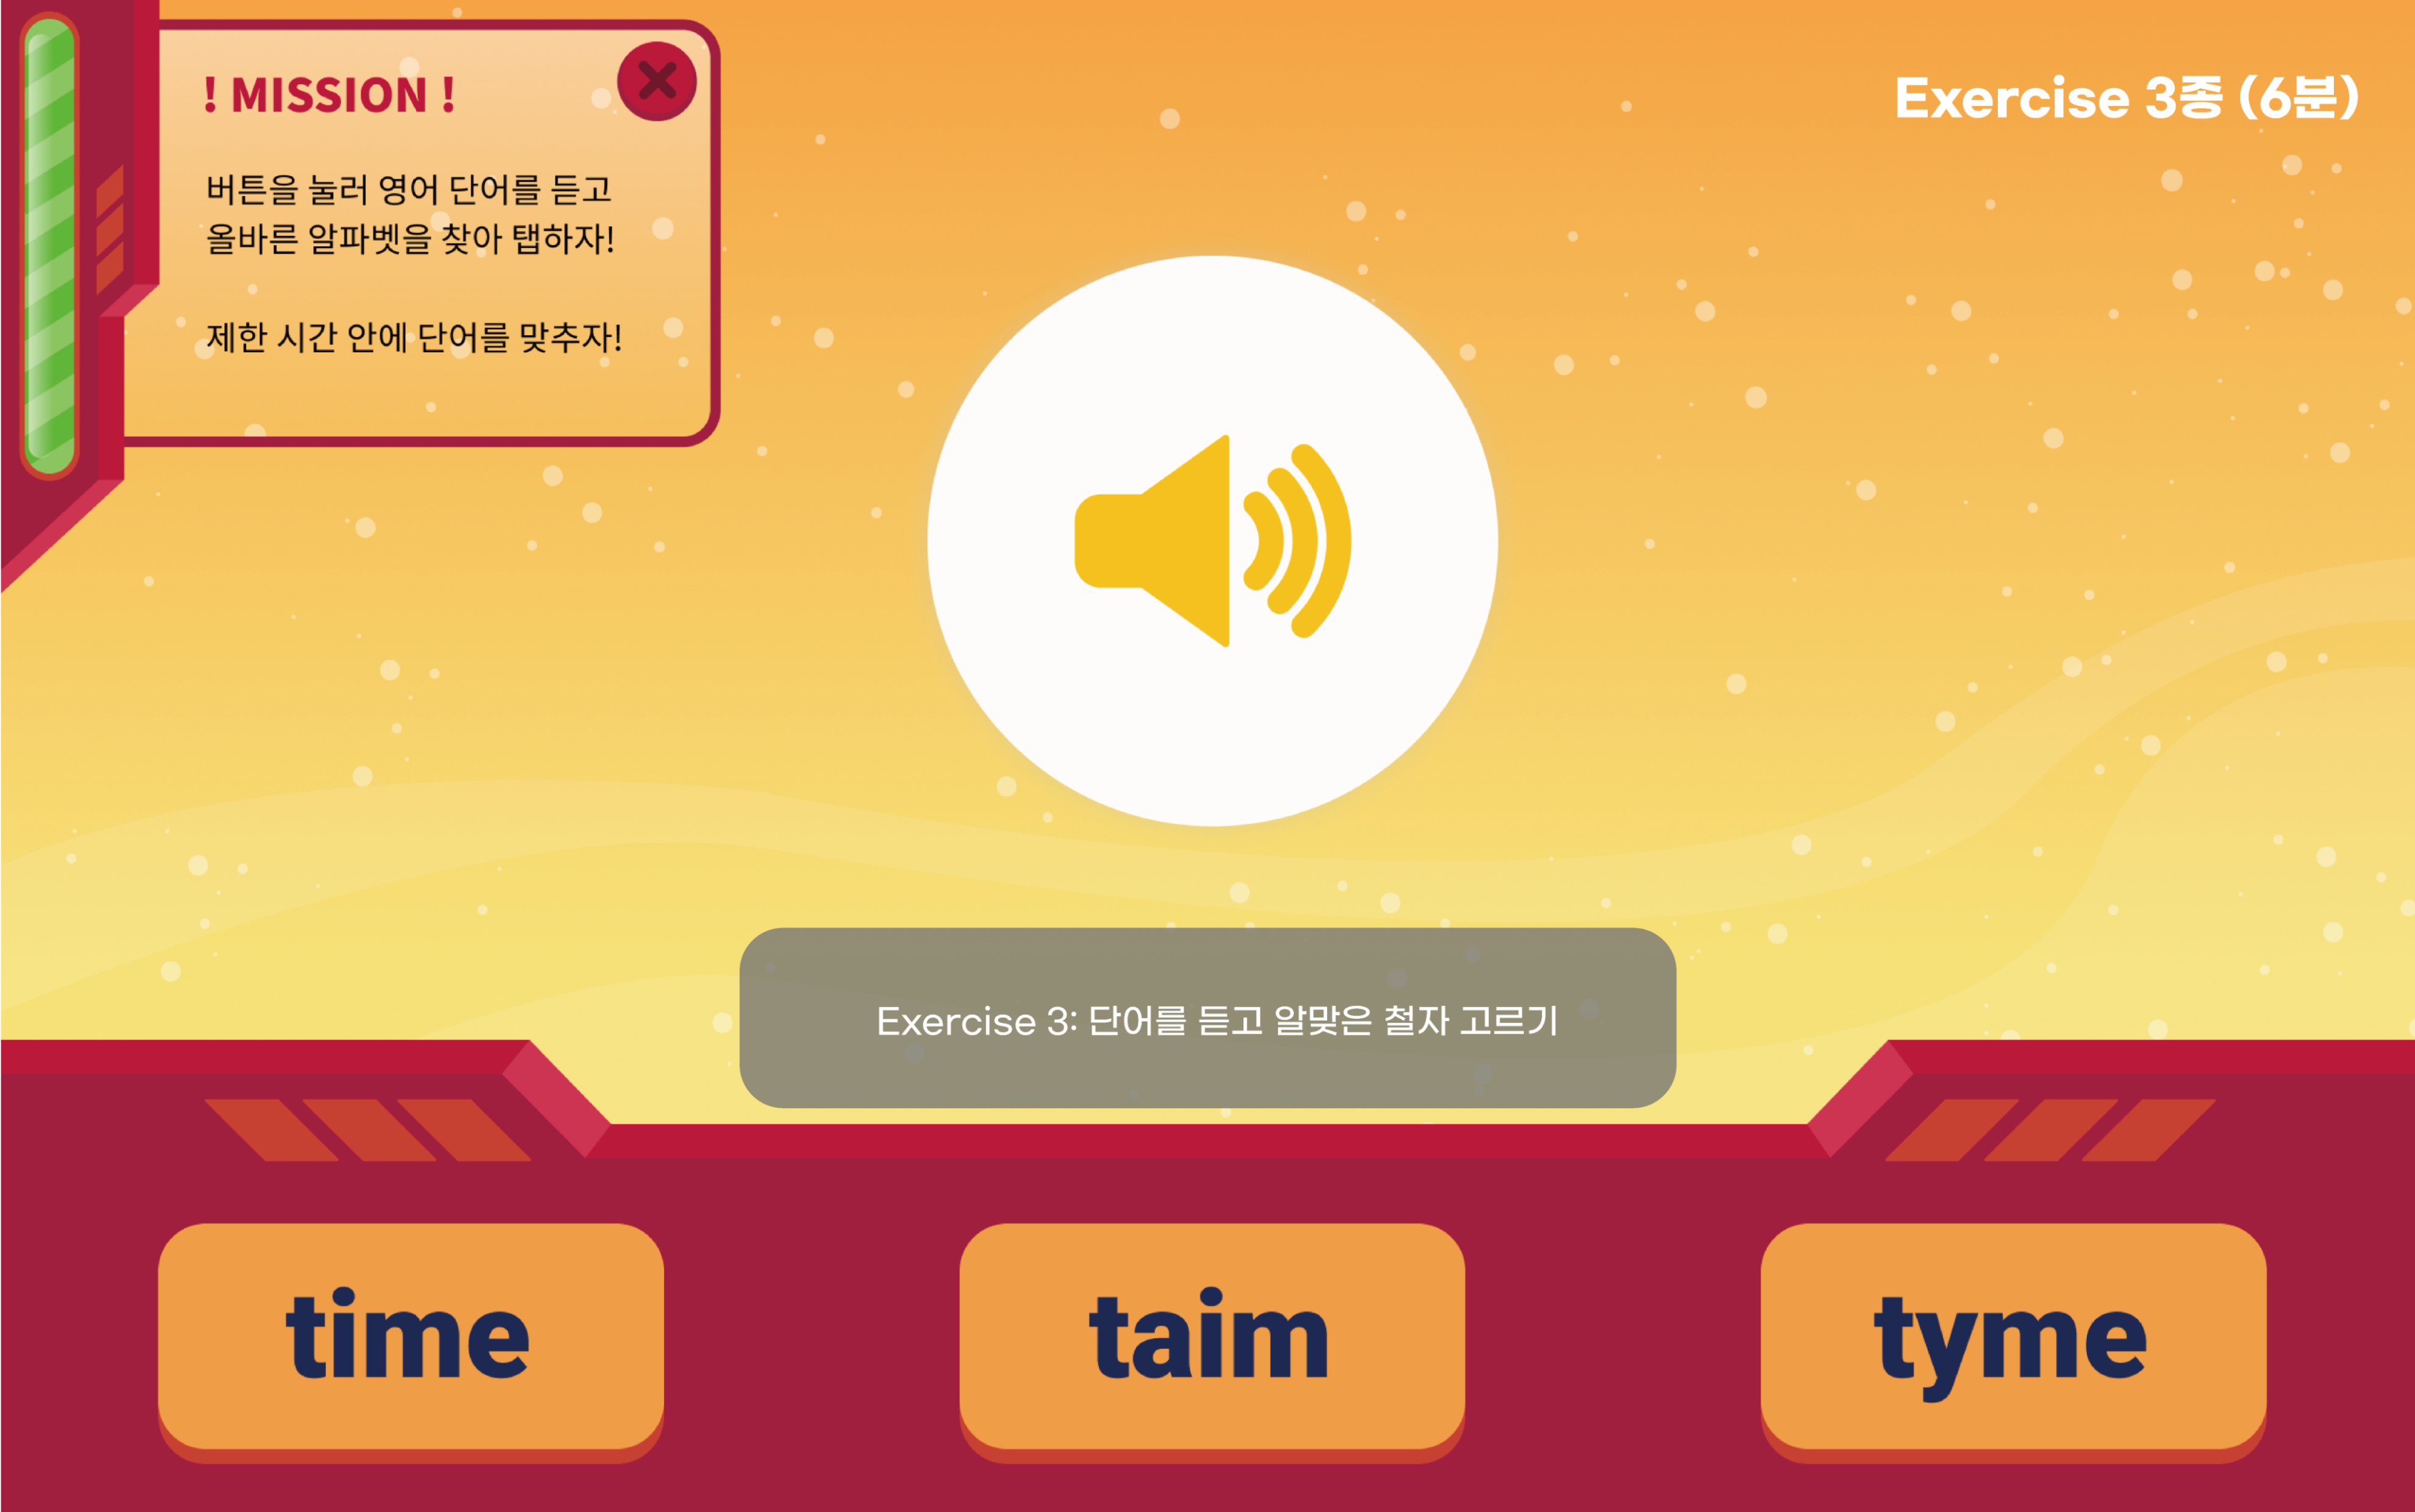 ! MISSION !
버튼을 눌러 영어 단어를 듣고
올바른 알파벳을 찾아 탭하자!
제한 시간 안에 단어를 맞추자!
Exercise 3종 (6분)
Exercise 3: 단어를 듣고 알맞은 철자 고르기
time
taim
tyme